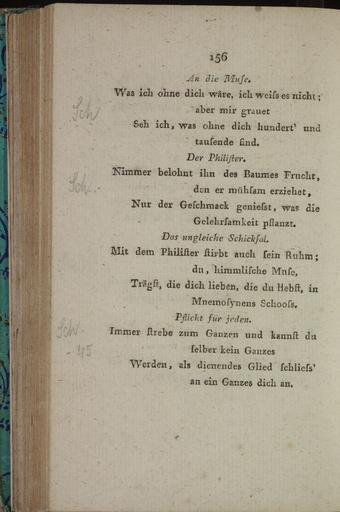 156
An die Muſe.
Was ich ohne dich wäre, ich weiſs es nicht;
aber mir grauet
Seh ich, was ohne dich hundert' und
tauſende ſind.
Der Philiſter.
Nimmer belohnt ihn des Baumes Frucht,
den er mühſam erziehet,
Nur der Geſchmack genieſst, was die
Gelehrſamkeit pflanzt.
Das ungleiche Schickſal.
Mit dem Philiſter ſtirbt auch ſein Ruhm;
du, himmliſche Muſe,
Trägſt, die dich lieben, die du liebſt, in
Mnemoſynens Schooſs.
Pflicht für jeden.
Immer ſtrebe zum Ganzen und kannſt du
ſelber kein Ganzes
Werden, als dienendes Glied ſchlieſs'
an ein Ganzes dich an.
Sch
Sch.
Sch.